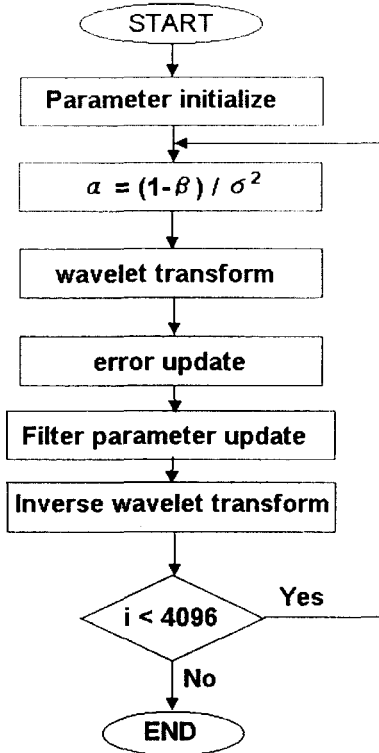 START
Parameter initialize
α = (1-β) / σ²
wavelet transform
error update
Filter parameter update
Inverse wavelet transform
i < 4096
Yes
No
END